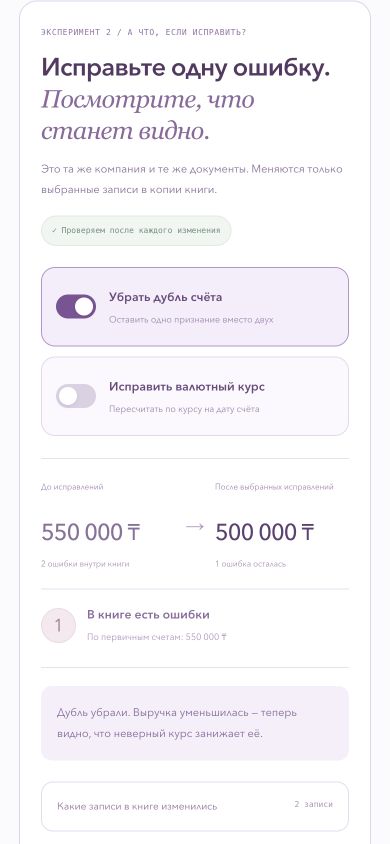 ЭКСПЕРИМЕНТ 2 / А ЧТО, ЕСЛИ ИСПРАВИТЬ?
Исправьте одну ошибку.
Посмотрите, что
станет видно.
Это та же компания и те же документы. Меняются только
выбранные записи в копии книги.
✓ Проверяем после каждого изменения
Убрать дубль счёта
Оставить одно признание вместо двух
Исправить валютный курс
Пересчитать по курсу на дату счёта
До исправлений
После выбранных исправлений
550 000 ₸ → 500 000 ₸
2 ошибки внутри книги
1 ошибка осталась
1
В книге есть ошибки
По первичным счетам: 550 000 ₸
Дубль убрали. Выручка уменьшилась — теперь
видно, что неверный курс занижает её.
Какие записи в книге изменились
2 записи